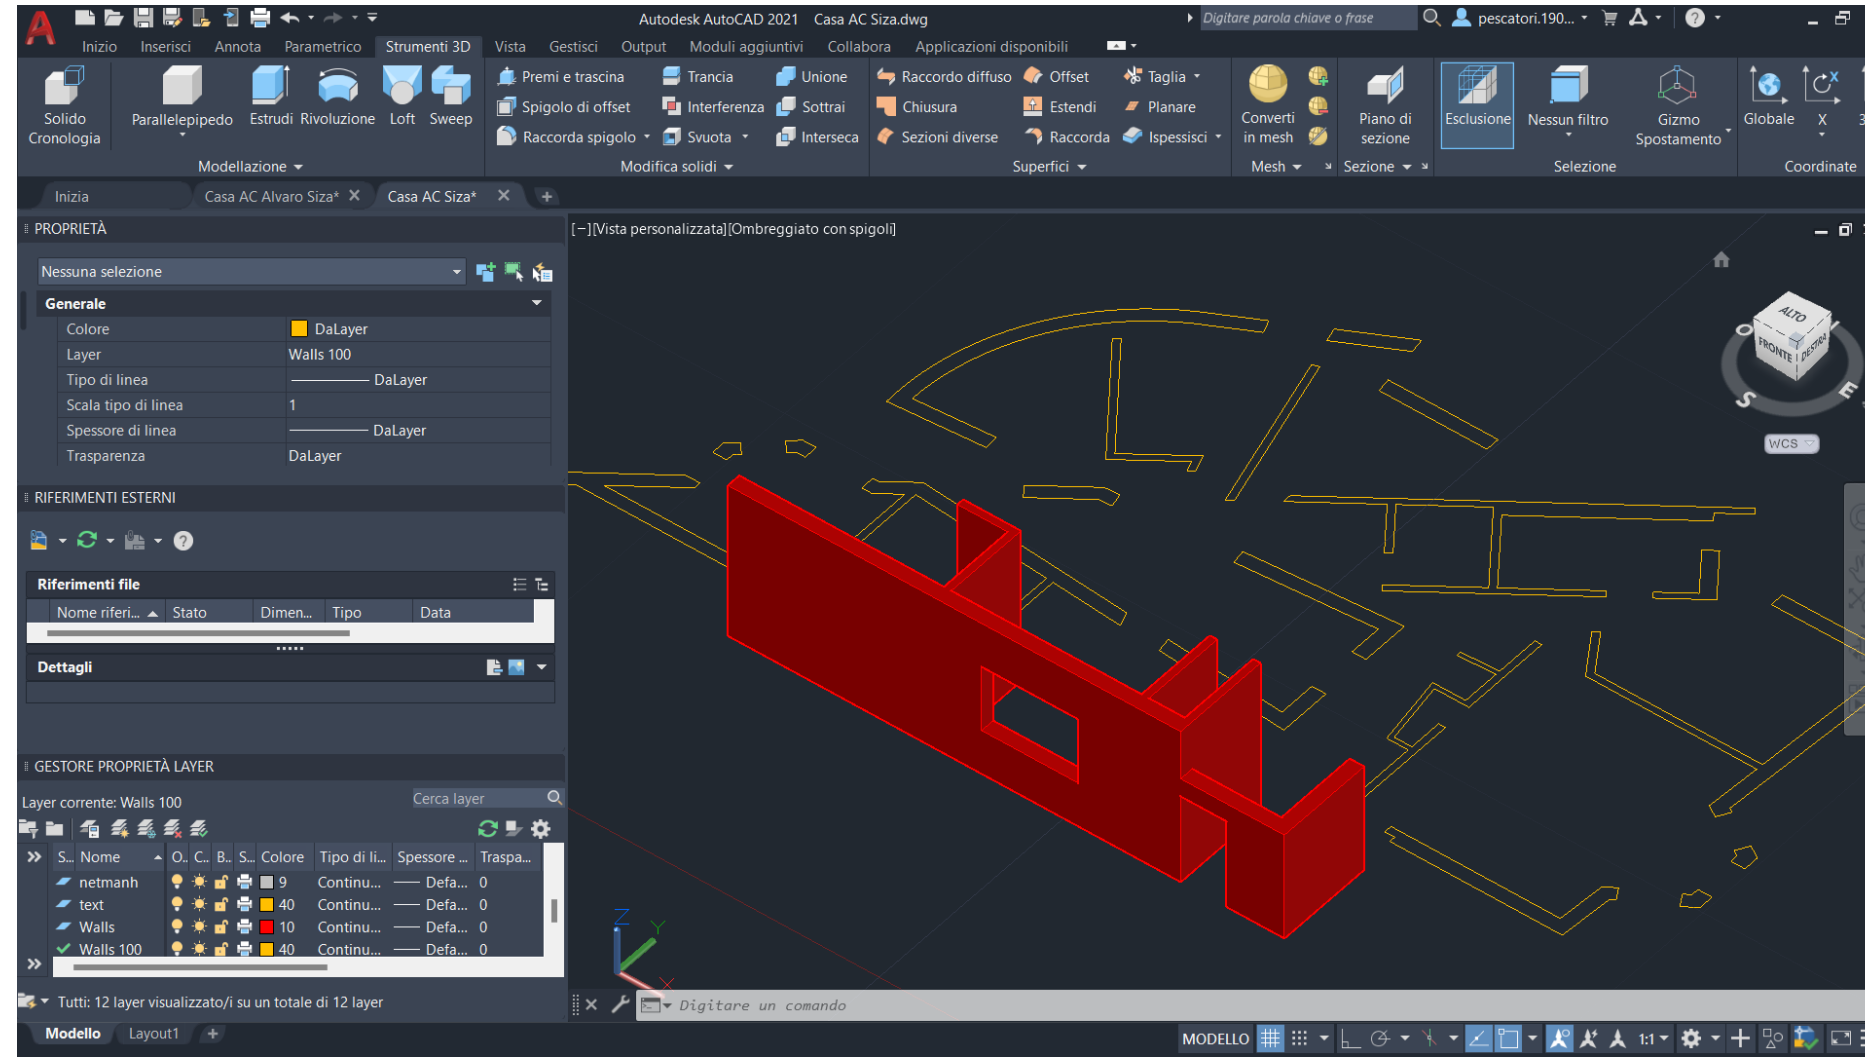 Autodesk AutoCAD 2021 Casa AC Siza.dwg
Digitare parola chiave o frase
pescatori.190...
Inizio Inserisci Annota Parametrico Strumenti 3D Vista Gestisci Output Moduli aggiuntivi Collabora Applicazioni disponibili
Solido
Cronologia
Parallelepipedo
Estrudi
Rivoluzione
Loft
Sweep
Modellazione
Premi e trascina
Spigolo di offset
Raccorda spigolo
Trancia
Interferenza
Svuota
Unione
Sottrai
Interseca
Modifica solidi
Raccordo diffuso
Chiusura
Sezioni diverse
Offset
Estendi
Raccorda
Taglia
Planare
Ispessisci
Superfici
Converti
in mesh
Mesh
Piano di
sezione
Sezione
Esclusione
Nessun filtro
Gizmo
Spostamento
Selezione
Globale
X
3
Coordinate
Inizia
Casa AC Alvaro Siza*
Casa AC Siza*
PROPRIETÀ
Nessuna selezione
Generale
Colore DaLayer
Layer Walls 100
Tipo di linea DaLayer
Scala tipo di linea 1
Spessore di linea DaLayer
Trasparenza DaLayer
RIFERIMENTI ESTERNI
Riferimenti file
Nome riferi... Stato Dimen... Tipo Data
Dettagli
GESTORE PROPRIETÀ LAYER
Layer corrente: Walls 100
Cerca layer
S... Nome O.. C.. B.. S... Colore Tipo di li... Spessore ... Traspa...
netmanh 9 Continu... Defa... 0
text 40 Continu... Defa... 0
Walls 10 Continu... Defa... 0
Walls 100 40 Continu... Defa... 0
Tutti: 12 layer visualizzato/i su un totale di 12 layer
[−][Vista personalizzata][Ombreggiato con spigoli]
ALTO
FRONTE
DESTRA
O
S
E
WCS
Z
Y
X
Digitare un comando
Modello Layout1
MODELLO
1:1